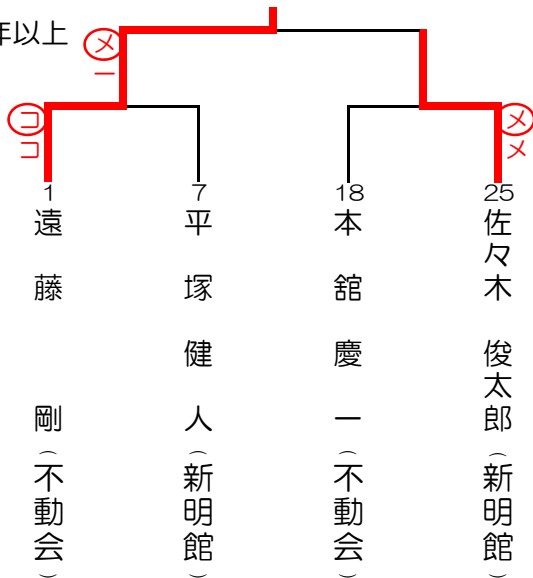 年以上
メ
一
コ
コ
メ
メ
1
遠藤 剛（不動会）
7
平塚健人（新明館）
18
本舘慶一（不動会）
25
佐々木 俊太郎（新明館）